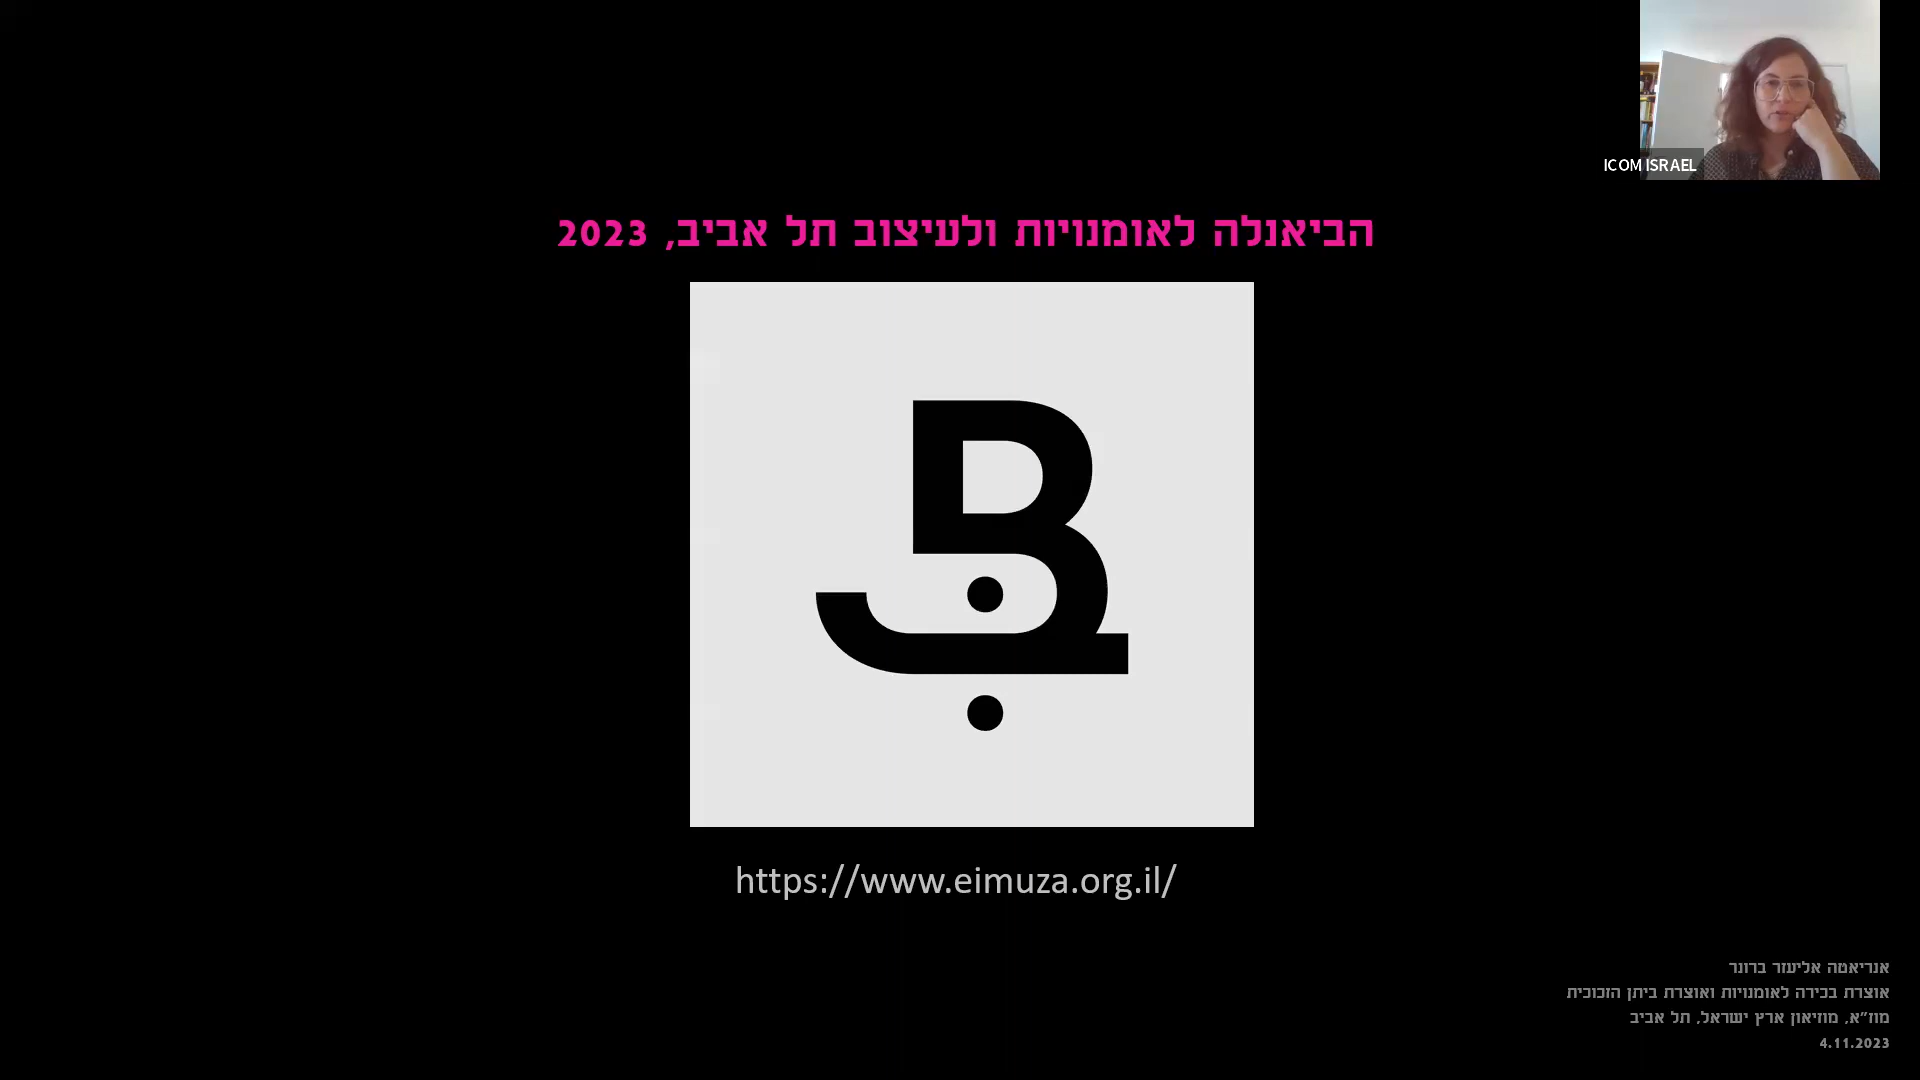 ICOM ISRAEL
הביאנלה לאומנויות ולעיצוב תל אביב, 2023
B
https://www.eimuza.org.il/
אנריאטה אליעזר ברונר
אוצרת בכירה לאומנויות ואוצרת ביתן הזכוכית
מוז"א, מוזיאון ארץ ישראל, תל אביב
4.11.2023